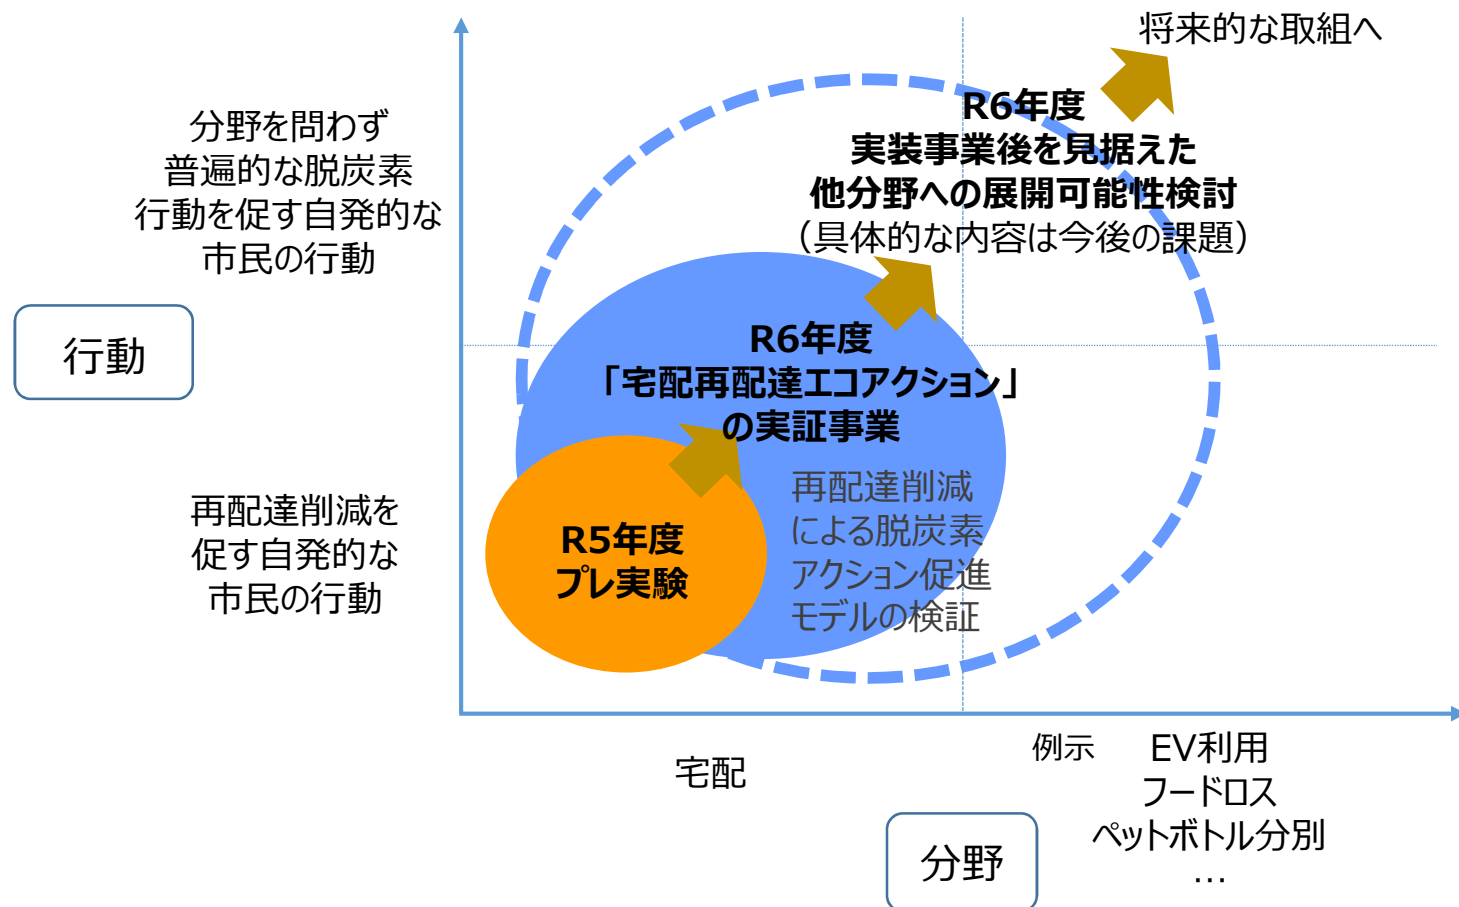 将来的な取組へ
分野を問わず
普遍的な脱炭素
行動を促す自発的な
市民の行動
R6年度
実装事業後を見据えた
他分野への展開可能性検討
（具体的な内容は今後の課題）
行動
R6年度
「宅配再配達エコアクション」
の実証事業
再配達削減
による脱炭素
アクション促進
モデルの検証
再配達削減を
促す自発的な
市民の行動
R5年度
プレ実験
宅配
例示
EV利用
フードロス
ペットボトル分別
…
分野